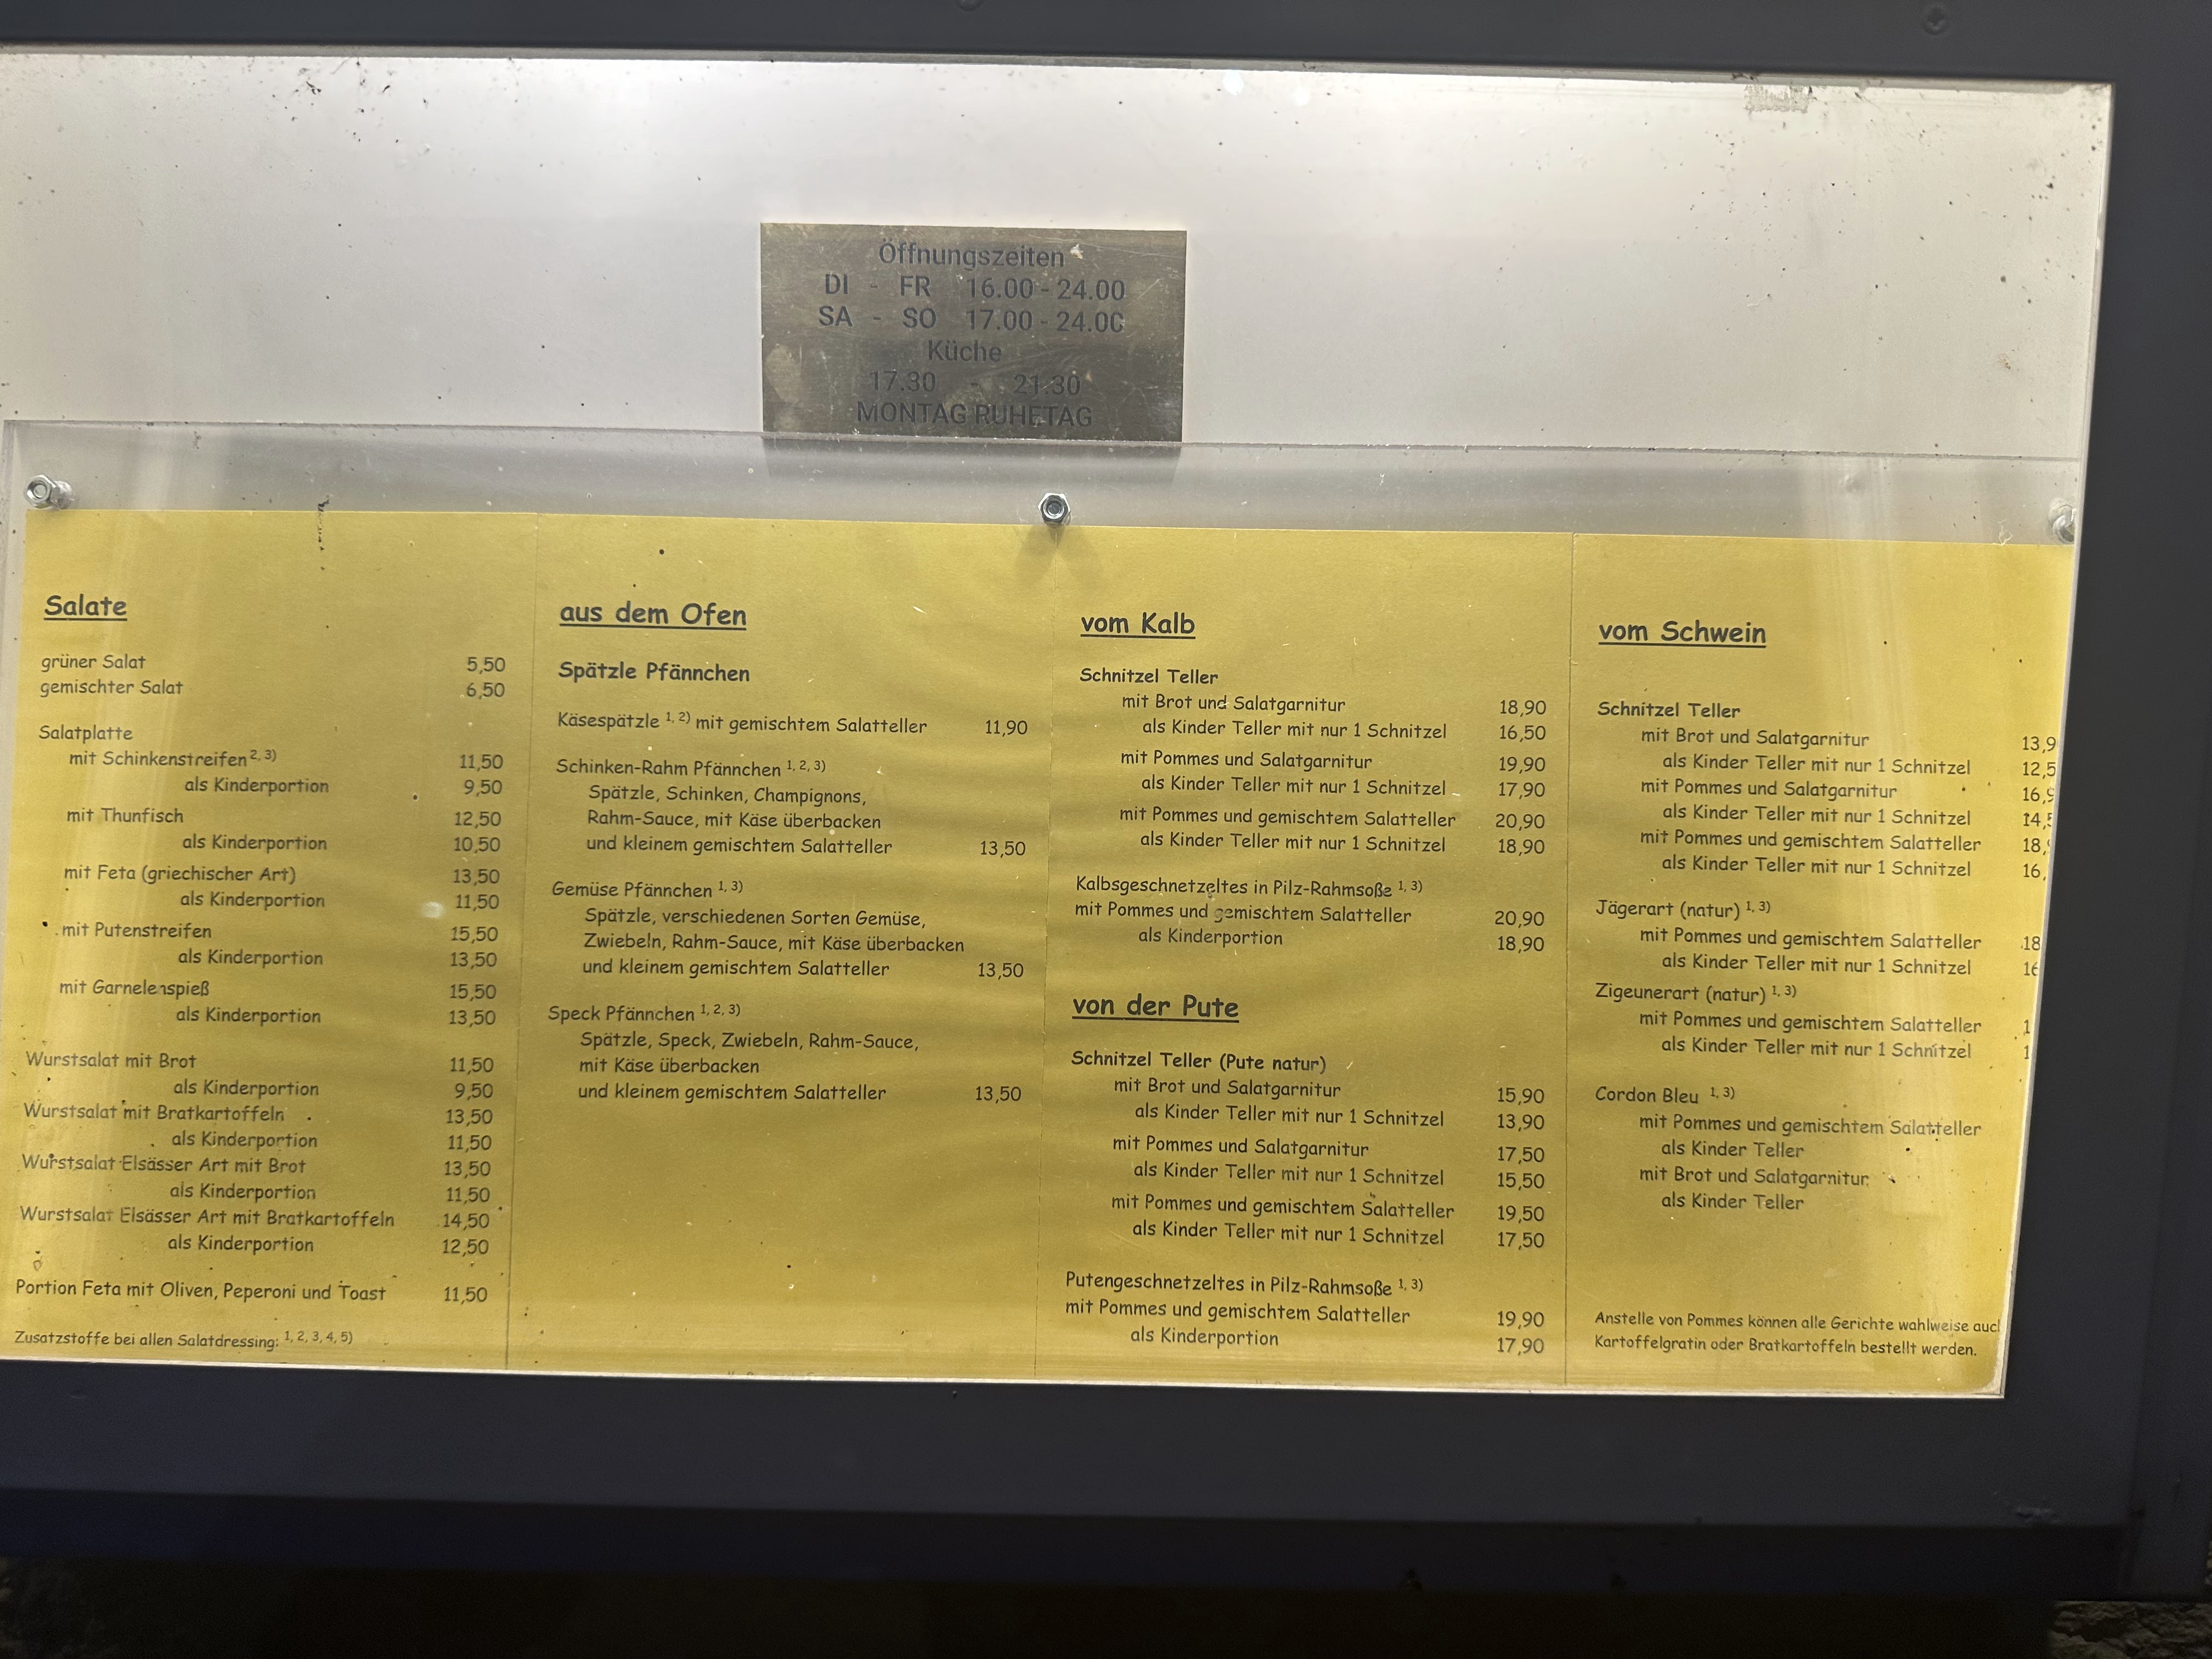 Öffnungszeiten
DI - FR 16.00 - 24.00
SA - SO 17.00 - 24.00
Küche
17.30 - 21.30
MONTAG RUHETAG
Salate
grüner Salat 5,50
gemischter Salat 6,50
Salatplatte
mit Schinkenstreifen 2, 3) 11,50
als Kinderportion 9,50
mit Thunfisch 12,50
als Kinderportion 10,50
mit Feta (griechischer Art) 13,50
als Kinderportion 11,50
mit Putenstreifen 15,50
als Kinderportion 13,50
mit Garnelenspieß 15,50
als Kinderportion 13,50
Wurstsalat mit Brot 11,50
als Kinderportion 9,50
Wurstsalat mit Bratkartoffeln 13,50
als Kinderportion 11,50
Wurstsalat Elsässer Art mit Brot 13,50
als Kinderportion 11,50
Wurstsalat Elsässer Art mit Bratkartoffeln 14,50
als Kinderportion 12,50
Portion Feta mit Oliven, Peperoni und Toast 11,50
Zusatzstoffe bei allen Salatdressing: 1, 2, 3, 4, 5)
aus dem Ofen
Spätzle Pfännchen
Käsespätzle 1, 2) mit gemischtem Salatteller 11,90
Schinken-Rahm Pfännchen 1, 2, 3)
Spätzle, Schinken, Champignons,
Rahm-Sauce, mit Käse überbacken
und kleinem gemischtem Salatteller 13,50
Gemüse Pfännchen 1, 3)
Spätzle, verschiedenen Sorten Gemüse,
Zwiebeln, Rahm-Sauce, mit Käse überbacken
und kleinem gemischtem Salatteller 13,50
Speck Pfännchen 1, 2, 3)
Spätzle, Speck, Zwiebeln, Rahm-Sauce,
mit Käse überbacken
und kleinem gemischtem Salatteller 13,50
vom Kalb
Schnitzel Teller
mit Brot und Salatgarnitur 18,90
als Kinder Teller mit nur 1 Schnitzel 16,50
mit Pommes und Salatgarnitur 19,90
als Kinder Teller mit nur 1 Schnitzel 17,90
mit Pommes und gemischtem Salatteller 20,90
als Kinder Teller mit nur 1 Schnitzel 18,90
Kalbsgeschnetzeltes in Pilz-Rahmsoße 1, 3)
mit Pommes und gemischtem Salatteller 20,90
als Kinderportion 18,90
von der Pute
Schnitzel Teller (Pute natur)
mit Brot und Salatgarnitur 15,90
als Kinder Teller mit nur 1 Schnitzel 13,90
mit Pommes und Salatgarnitur 17,50
als Kinder Teller mit nur 1 Schnitzel 15,50
mit Pommes und gemischtem Salatteller 19,50
als Kinder Teller mit nur 1 Schnitzel 17,50
Putengeschnetzeltes in Pilz-Rahmsoße 1, 3)
mit Pommes und gemischtem Salatteller 19,90
als Kinderportion 17,90
vom Schwein
Schnitzel Teller
mit Brot und Salatgarnitur 13,9
als Kinder Teller mit nur 1 Schnitzel 12,5
mit Pommes und Salatgarnitur 16,9
als Kinder Teller mit nur 1 Schnitzel 14,5
mit Pommes und gemischtem Salatteller 18,
als Kinder Teller mit nur 1 Schnitzel 16,
Jägerart (natur) 1, 3)
mit Pommes und gemischtem Salatteller 18
als Kinder Teller mit nur 1 Schnitzel 16
Zigeunerart (natur) 1, 3)
mit Pommes und gemischtem Salatteller 1
als Kinder Teller mit nur 1 Schnitzel 1
Cordon Bleu 1, 3)
mit Pommes und gemischtem Salatteller
als Kinder Teller
mit Brot und Salatgarnitur
als Kinder Teller
Anstelle von Pommes können alle Gerichte wahlweise auch
Kartoffelgratin oder Bratkartoffeln bestellt werden.